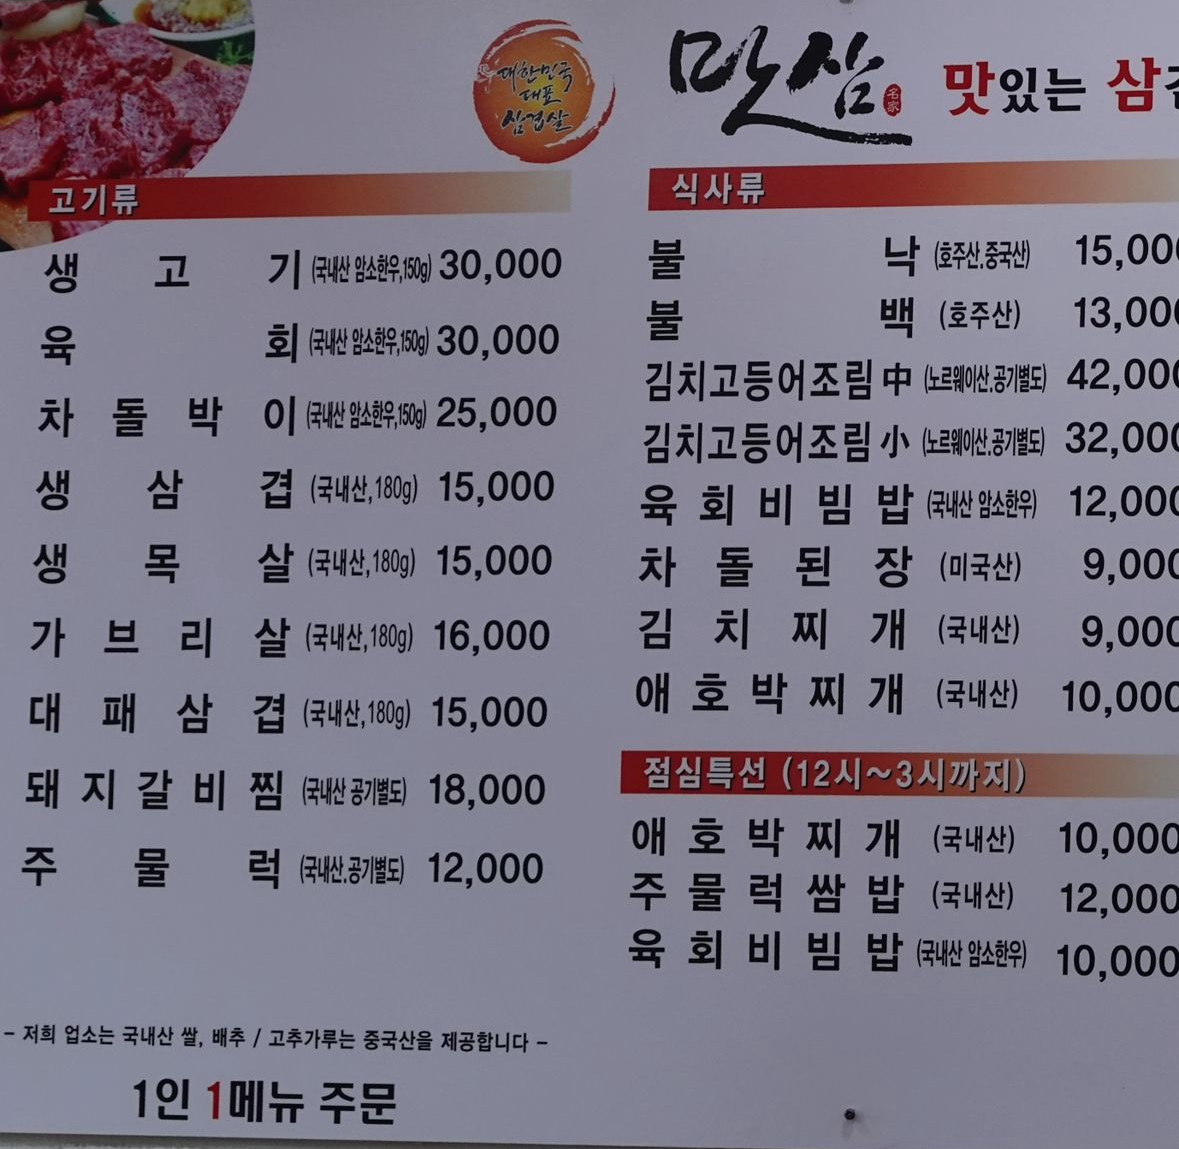 대한민국
대표
삼겹살
맛삼 名家 맛있는 삼
고기류
생고기 (국내산 암소한우,150g) 30,000
육회 (국내산 암소한우,150g) 30,000
차돌박이 (국내산 암소한우,150g) 25,000
생삼겹 (국내산,180g) 15,000
생목살 (국내산,180g) 15,000
가브리살 (국내산,180g) 16,000
대패삼겹 (국내산,180g) 15,000
돼지갈비찜 (국내산 공기별도) 18,000
주물럭 (국내산.공기별도) 12,000
- 저희 업소는 국내산 쌀, 배추 / 고추가루는 중국산을 제공합니다 -
1인 1메뉴 주문
식사류
불낙 (호주산.중국산) 15,000
불백 (호주산) 13,000
김치고등어조림 中 (노르웨이산.공기별도) 42,000
김치고등어조림 小 (노르웨이산.공기별도) 32,000
육회비빔밥 (국내산 암소한우) 12,000
차돌된장 (미국산) 9,000
김치찌개 (국내산) 9,000
애호박찌개 (국내산) 10,000
점심특선 (12시~3시까지)
애호박찌개 (국내산) 10,000
주물럭쌈밥 (국내산) 12,000
육회비빔밥 (국내산 암소한우) 10,000